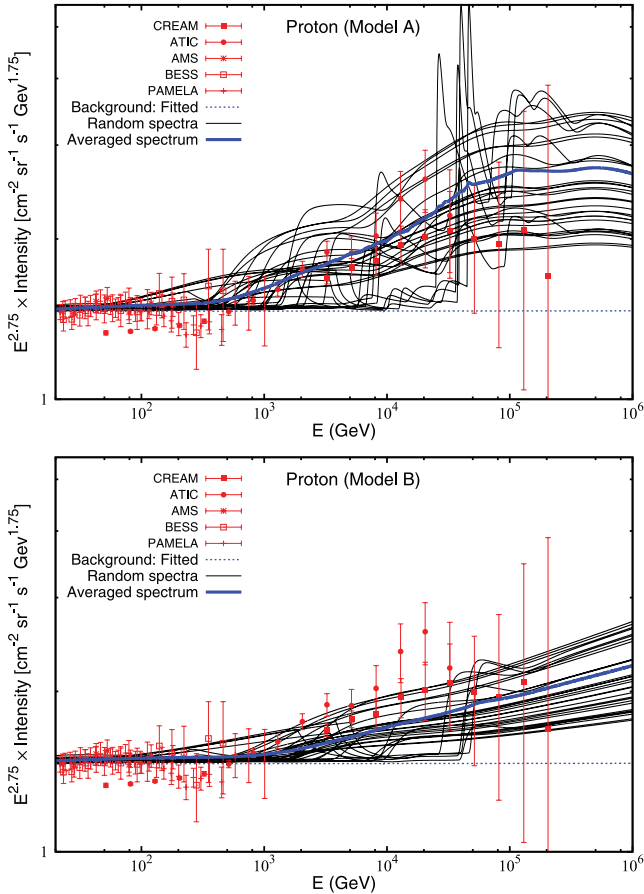 Proton (Model A)
CREAM
ATIC
AMS
BESS
PAMELA
Background: Fitted
Random spectra
Averaged spectrum
E^2.75 × Intensity [cm^-2 sr^-1 s^-1 Gev^1.75]
1
10^2 10^3 10^4 10^5 10^6
E (GeV)
Proton (Model B)
CREAM
ATIC
AMS
BESS
PAMELA
Background: Fitted
Random spectra
Averaged spectrum
E^2.75 × Intensity [cm^-2 sr^-1 s^-1 Gev^1.75]
1
10^2 10^3 10^4 10^5 10^6
E (GeV)